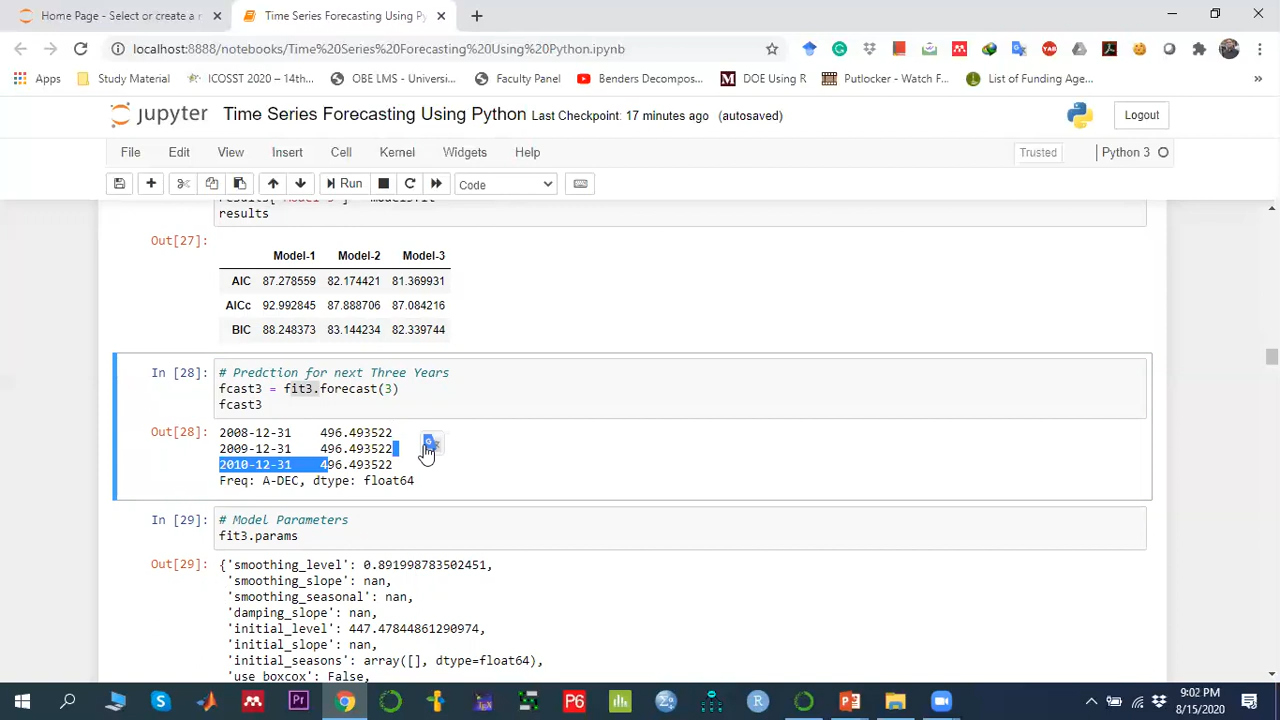 Home Page - Select or create a n
Time Series Forecasting Using Py
localhost:8888/notebooks/Time%20Series%20Forecasting%20Using%20Python.ipynb
Apps
Study Material
ICOSST 2020 – 14th...
OBE LMS - Universi...
Faculty Panel
Benders Decompos...
DOE Using R
Putlocker - Watch F...
List of Funding Age...
»
jupyter
Time Series Forecasting Using Python Last Checkpoint: 17 minutes ago (autosaved)
Logout
File Edit View Insert Cell Kernel Widgets Help
Trusted
Python 3
Run
Code
results
Out[27]:
Model-1 Model-2 Model-3
AIC 87.278559 82.174421 81.369931
AICc 92.992845 87.888706 87.084216
BIC 88.248373 83.144234 82.339744
In [28]:
# Predction for next Three Years
fcast3 = fit3.forecast(3)
fcast3
Out[28]:
2008-12-31 496.493522
2009-12-31 496.493522
2010-12-31 496.493522
Freq: A-DEC, dtype: float64
In [29]:
# Model Parameters
fit3.params
Out[29]:
{'smoothing_level': 0.891998783502451,
'smoothing_slope': nan,
'smoothing_seasonal': nan,
'damping_slope': nan,
'initial_level': 447.47844861290974,
'initial_slope': nan,
'initial_seasons': array([], dtype=float64),
'use_boxcox': False,
9:02 PM
8/15/2020